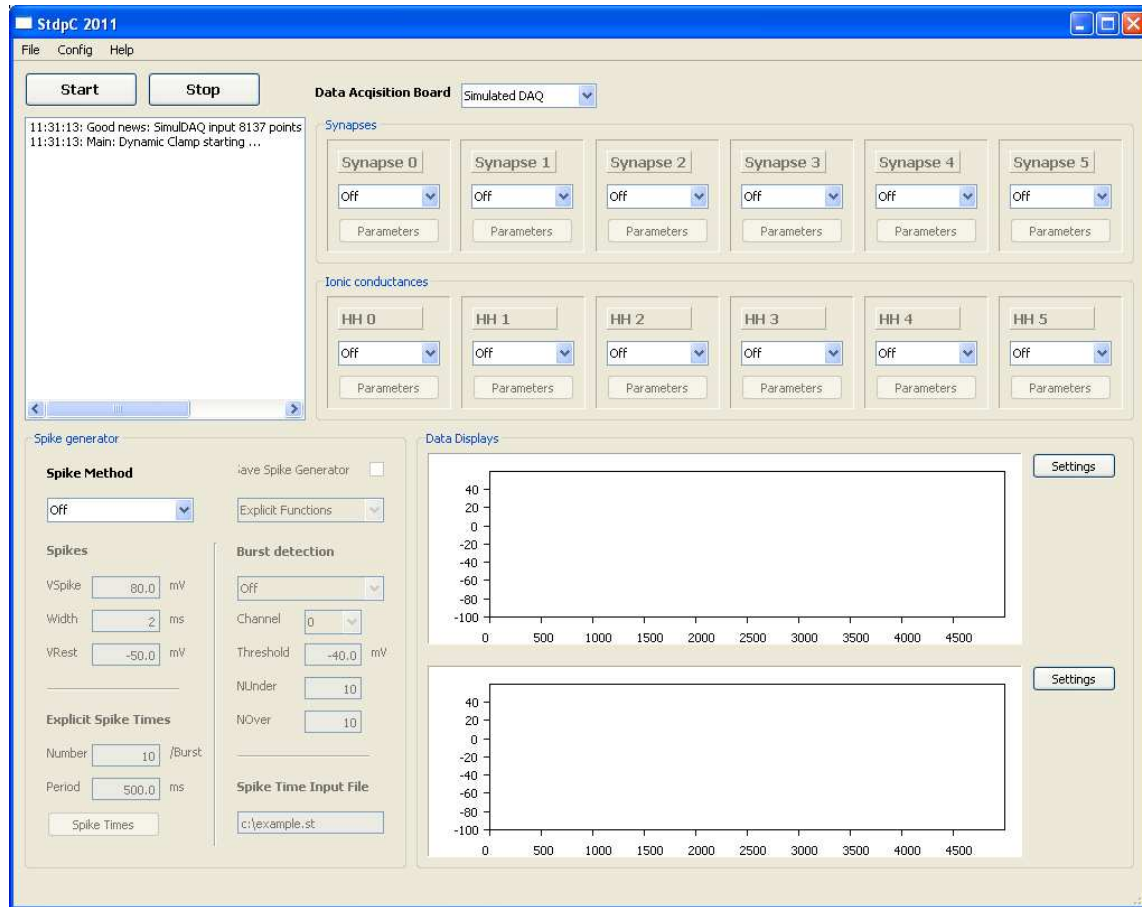 StdpC 2011
File Config Help
Start Stop Data Acqisition Board Simulated DAQ
11:31:13: Good news: SimulDAQ input 8137 points
11:31:13: Main: Dynamic Clamp starting ...
Synapses
Synapse 0 Synapse 1 Synapse 2 Synapse 3 Synapse 4 Synapse 5
Off Off Off Off Off Off
Parameters Parameters Parameters Parameters Parameters Parameters
Ionic conductances
HH 0 HH 1 HH 2 HH 3 HH 4 HH 5
Off Off Off Off Off Off
Parameters Parameters Parameters Parameters Parameters Parameters
Spike generator
Spike Method
Off
Spikes
VSpike 80.0 mV
Width 2 ms
VRest -50.0 mV
Explicit Spike Times
Number 10 /Burst
Period 500.0 ms
Spike Times
ave Spike Generator
Explicit Functions
Burst detection
Off
Channel 0
Threshold -40.0 mV
NUnder 10
NOver 10
Spike Time Input File
c:\example.st
Data Displays
Settings
40
20
0
-20
-40
-60
-80
-100
0 500 1000 1500 2000 2500 3000 3500 4000 4500
Settings
40
20
0
-20
-40
-60
-80
-100
0 500 1000 1500 2000 2500 3000 3500 4000 4500